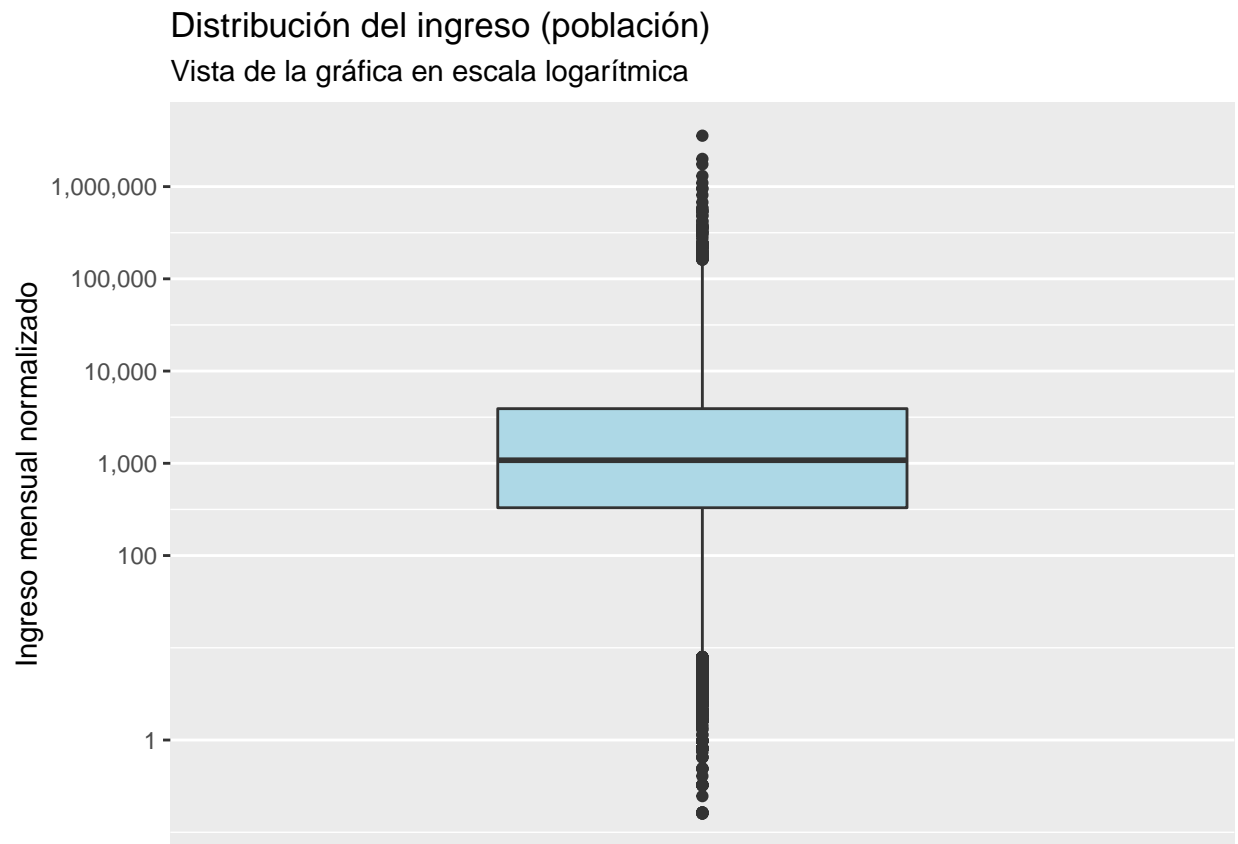 Distribución del ingreso (población)
Vista de la gráfica en escala logarítmica
Ingreso mensual normalizado
1,000,000
100,000
10,000
1,000
100
1